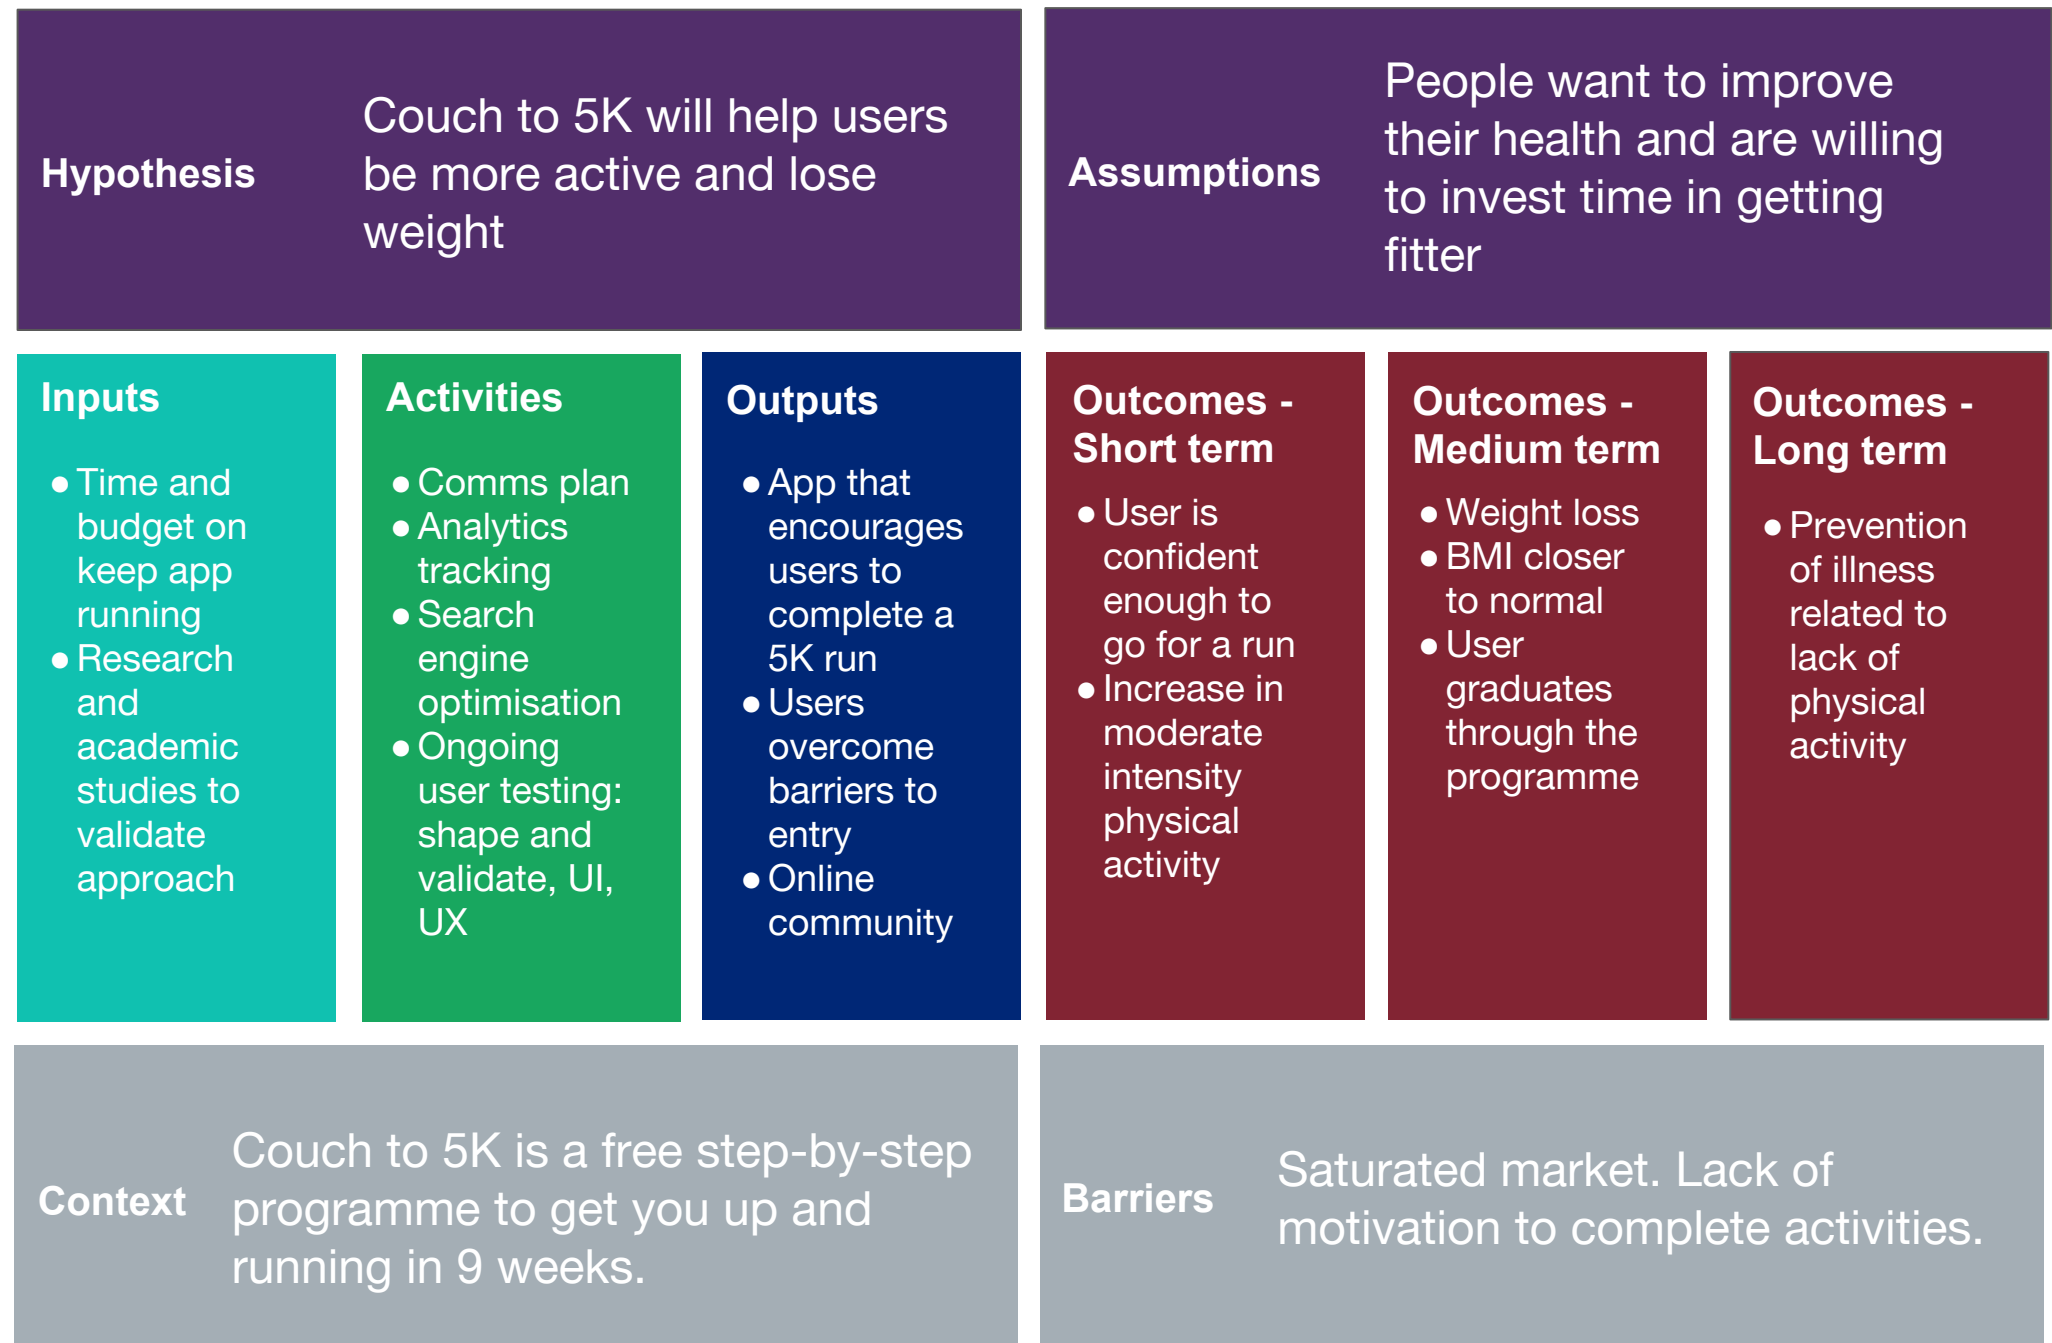 Hypothesis
Couch to 5K will help users
be more active and lose
weight
Assumptions
People want to improve
their health and are willing
to invest time in getting
fitter
Inputs
● Time and
budget on
keep app
running
● Research
and
academic
studies to
validate
approach
Activities
● Comms plan
● Analytics
tracking
● Search
engine
optimisation
● Ongoing
user testing:
shape and
validate, UI,
UX
Outputs
● App that
encourages
users to
complete a
5K run
● Users
overcome
barriers to
entry
● Online
community
Outcomes -
Short term
● User is
confident
enough to
go for a run
● Increase in
moderate
intensity
physical
activity
Outcomes -
Medium term
● Weight loss
● BMI closer
to normal
● User
graduates
through the
programme
Outcomes -
Long term
● Prevention
of illness
related to
lack of
physical
activity
Context
Couch to 5K is a free step-by-step
programme to get you up and
running in 9 weeks.
Barriers
Saturated market. Lack of
motivation to complete activities.